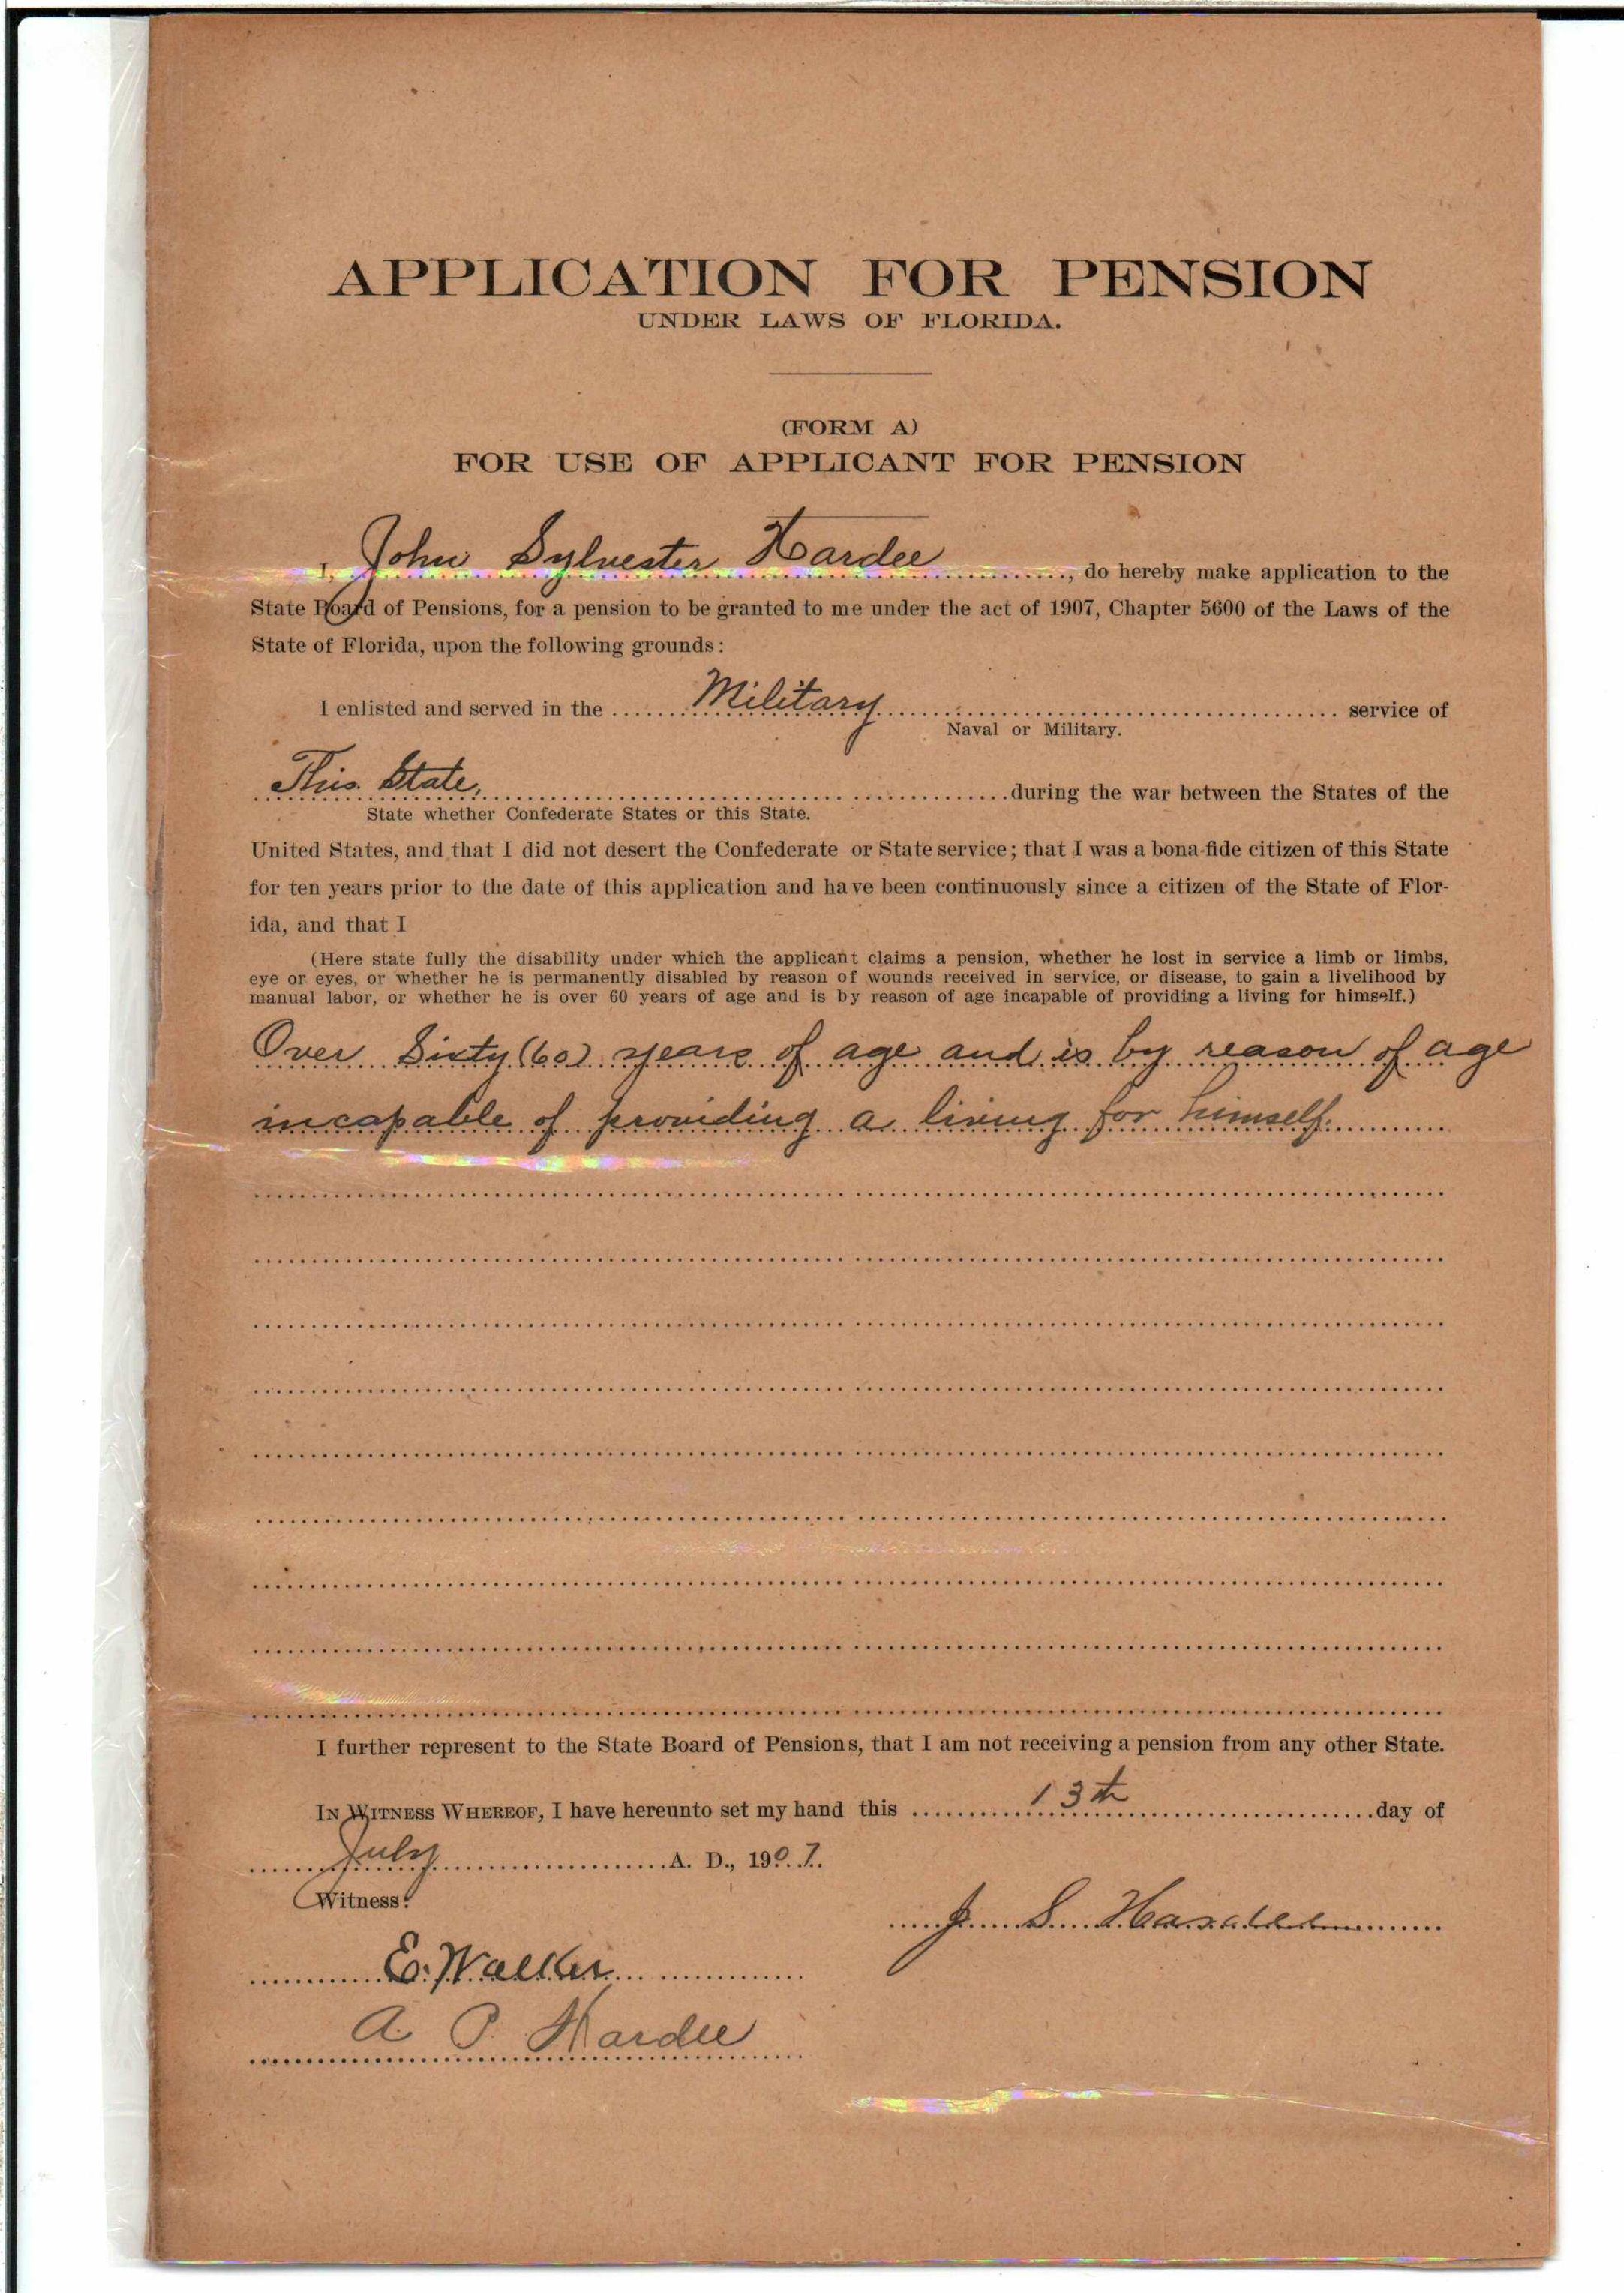 APPLICATION FOR PENSION
UNDER LAWS OF FLORIDA.
(FORM A)
FOR USE OF APPLICANT FOR PENSION
I, John Sylvester Hardee, do hereby make application to the
State Board of Pensions, for a pension to be granted to me under the act of 1907, Chapter 5600 of the Laws of the
State of Florida, upon the following grounds:
I enlisted and served in the Military service of
Naval or Military.
This State, during the war between the States of the
State whether Confederate States or this State.
United States, and that I did not desert the Confederate or State service; that I was a bona-fide citizen of this State
for ten years prior to the date of this application and have been continuously since a citizen of the State of Flor-
ida, and that I
(Here state fully the disability under which the applicant claims a pension, whether he lost in service a limb or limbs,
eye or eyes, or whether he is permanently disabled by reason of wounds received in service, or disease, to gain a livelihood by
manual labor, or whether he is over 60 years of age and is by reason of age incapable of providing a living for himself.)
Over Sixty (60) years of age and is by reason of age
incapable of providing a living for himself.
I further represent to the State Board of Pensions, that I am not receiving a pension from any other State.
IN WITNESS WHEREOF, I have hereunto set my hand this 13th day of
July A. D., 1907.
Witness:
J. S. Hardee
E. Walker
A. P. Hardee